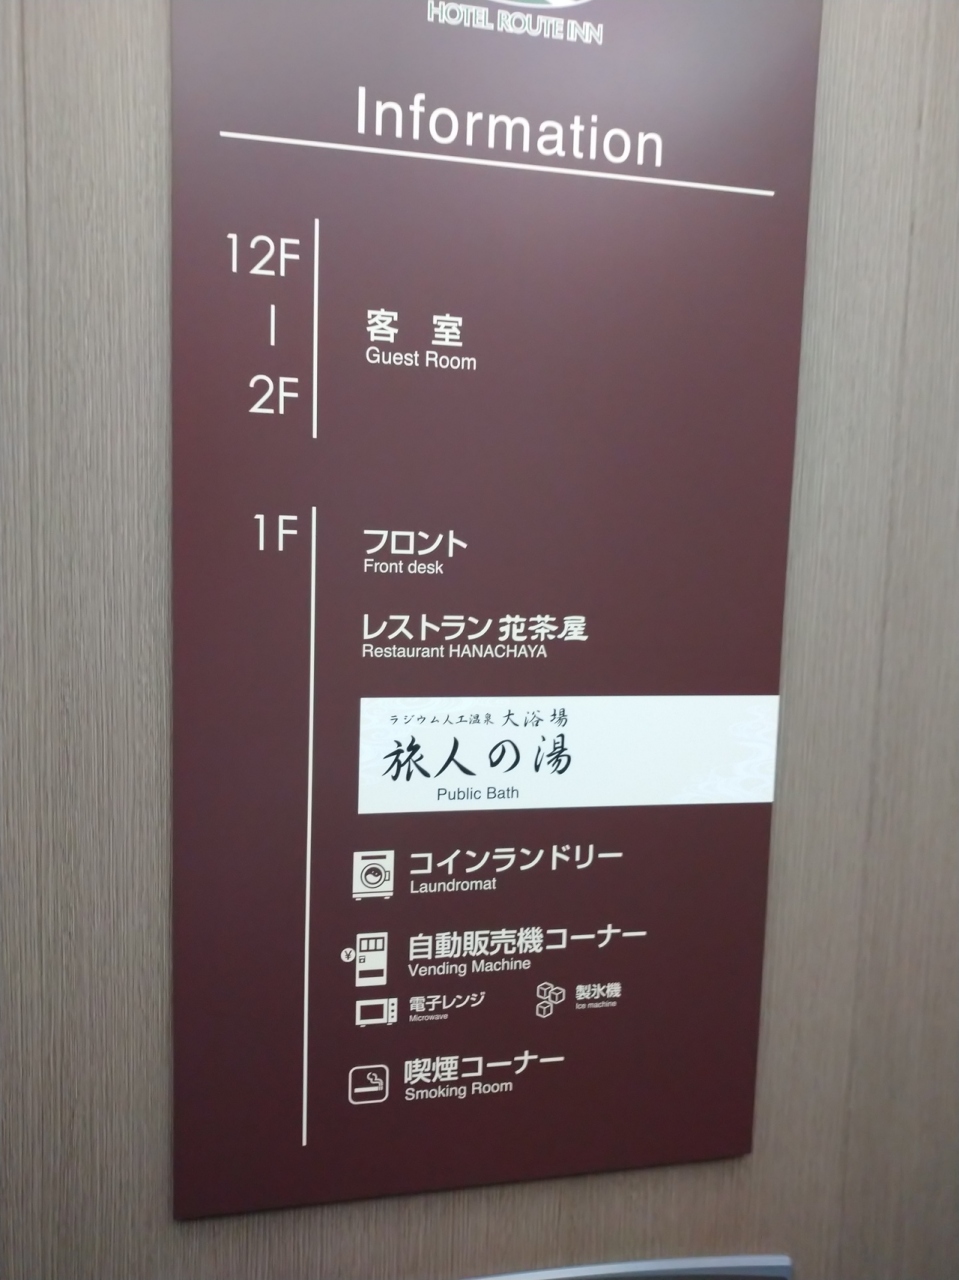 HOTEL ROUTE INN
Information
12F
|
2F
客 室
Guest Room
1F
フロント
Front desk
レストラン 花茶屋
Restaurant HANACHAYA
ラジウム人工温泉 大浴場
旅人の湯
Public Bath
コインランドリー
Laundromat
¥
自動販売機コーナー
Vending Machine
電子レンジ
Microwave
製氷機
Ice machine
喫煙コーナー
Smoking Room